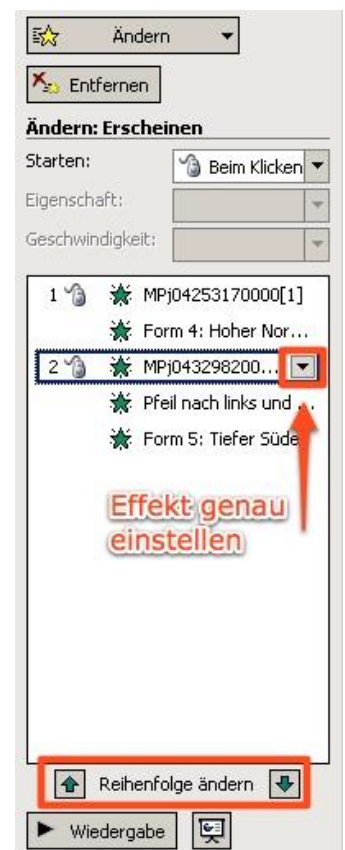 Ändern
Entfernen
Ändern: Erscheinen
Starten: Beim Klicken
Eigenschaft:
Geschwindigkeit:
1 MPj04253170000[1]
Form 4: Hoher Nor...
2 MPj043298200...
Pfeil nach links und ...
Form 5: Tiefer Süde
Effekt genau
einstellen
Reihenfolge ändern
Wiedergabe